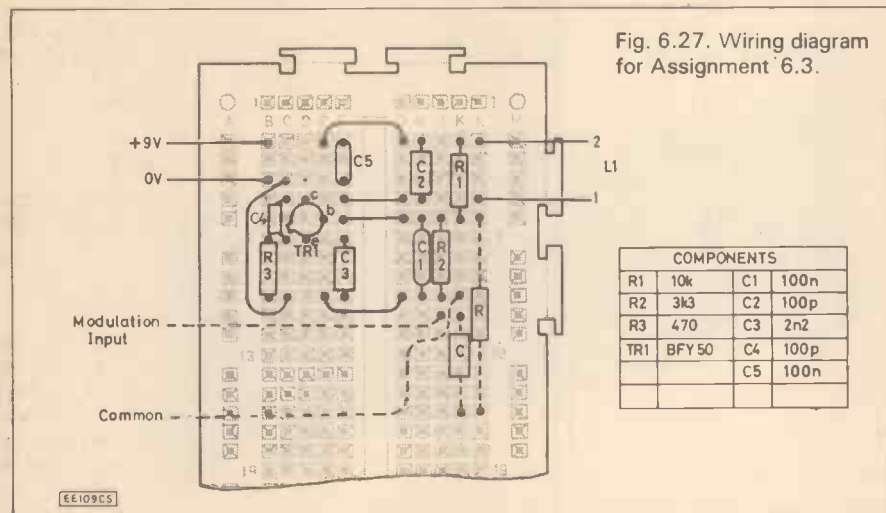 Fig. 6.27. Wiring diagram
for Assignment 6.3.
1
A B C D
K L
+9V
2
C5
C2
R1
L1
0V
1
c
C4
b
e
TR1
R3
C3
C1
R2
R
Modulation
Input
13
C
Common
19
19
COMPONENTS
R1 10k C1 100n
R2 3k3 C2 100p
R3 470 C3 2n2
TR1 BFY50 C4 100p
C5 100n
EE109CS